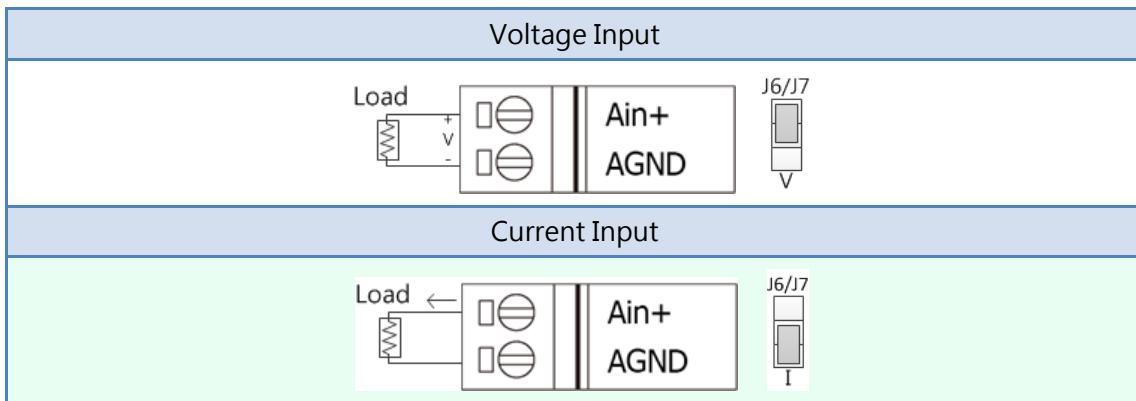 Voltage Input
Load
+
V
-
Ain+
AGND
J6/J7
V
Current Input
Load ←
Ain+
AGND
J6/J7
I